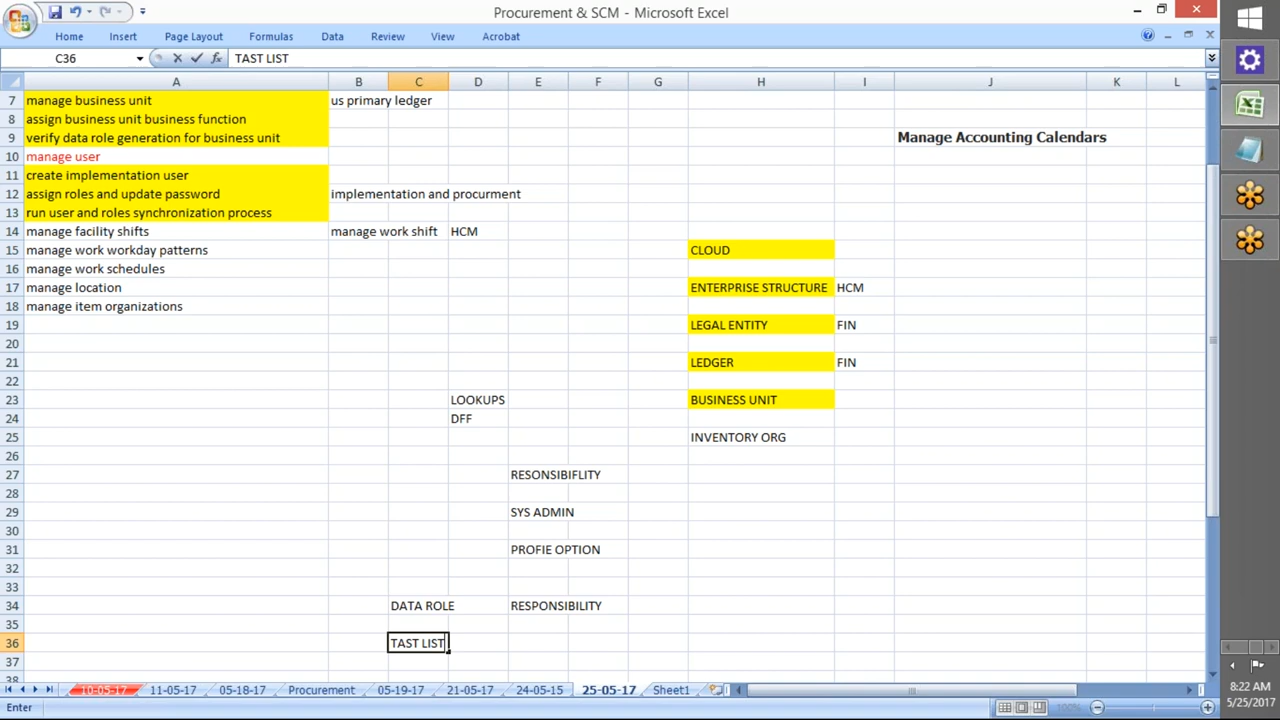 Procurement & SCM - Microsoft Excel
Home Insert Page Layout Formulas Data Review View Acrobat
C36 fx TAST LIST
A B C D E F G H I J K L
7 manage business unit us primary ledger
8 assign business unit business function
9 verify data role generation for business unit Manage Accounting Calendars
10 manage user
11 create implementation user
12 assign roles and update password implementation and procurment
13 run user and roles synchronization process
14 manage facility shifts manage work shift HCM
15 manage work workday patterns CLOUD
16 manage work schedules
17 manage location ENTERPRISE STRUCTURE HCM
18 manage item organizations
19 LEGAL ENTITY FIN
20
21 LEDGER FIN
22
23 LOOKUPS BUSINESS UNIT
24 DFF
25 INVENTORY ORG
26
27 RESONSIBIFLITY
28
29 SYS ADMIN
30
31 PROFIE OPTION
32
33
34 DATA ROLE RESPONSIBILITY
35
36 TAST LIST
37
38
10-05-17 11-05-17 05-18-17 Procurement 05-19-17 21-05-17 24-05-15 25-05-17 Sheet1
Enter 100%
8:22 AM
5/25/2017